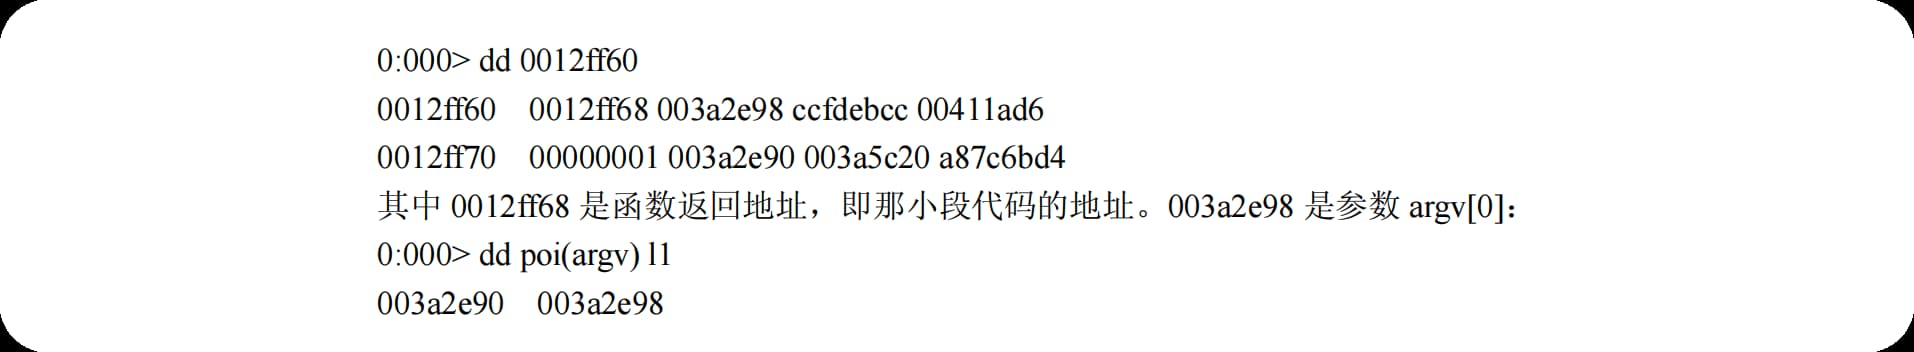 0:000> dd 0012ff60
0012ff60 0012ff68 003a2e98 ccfdebcc 00411ad6
0012ff70 00000001 003a2e90 003a5c20 a87c6bd4
其中 0012ff68 是函数返回地址，即那小段代码的地址。003a2e98 是参数 argv[0]：
0:000> dd poi(argv) l1
003a2e90 003a2e98